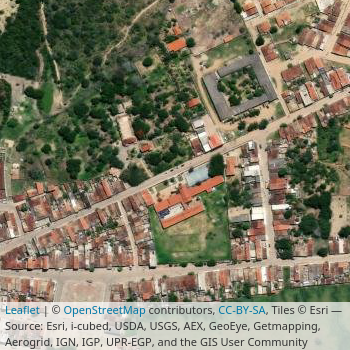 Leaflet | © OpenStreetMap contributors, CC-BY-SA, Tiles © Esri —
Source: Esri, i-cubed, USDA, USGS, AEX, GeoEye, Getmapping,
Aerogrid, IGN, IGP, UPR-EGP, and the GIS User Community